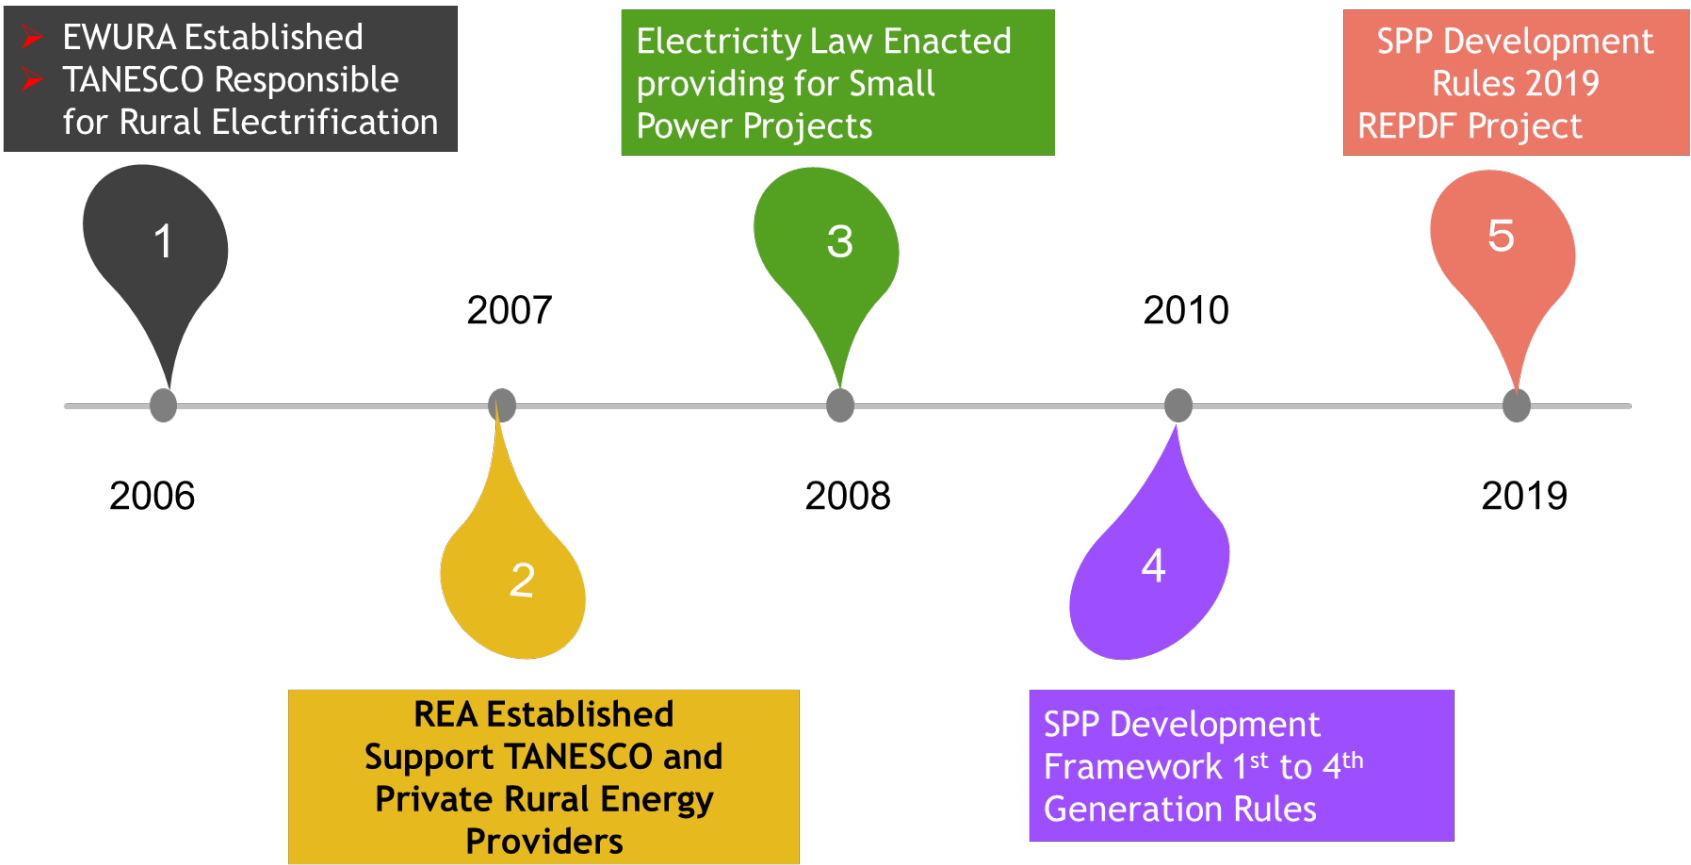 EWURA Established
TANESCO Responsible
for Rural Electrification
Electricity Law Enacted
providing for Small
Power Projects
SPP Development
Rules 2019
REPDF Project
1
3
5
2007
2010
2006
2008
2019
2
4
REA Established
Support TANESCO and
Private Rural Energy
Providers
SPP Development
Framework 1st to 4th
Generation Rules